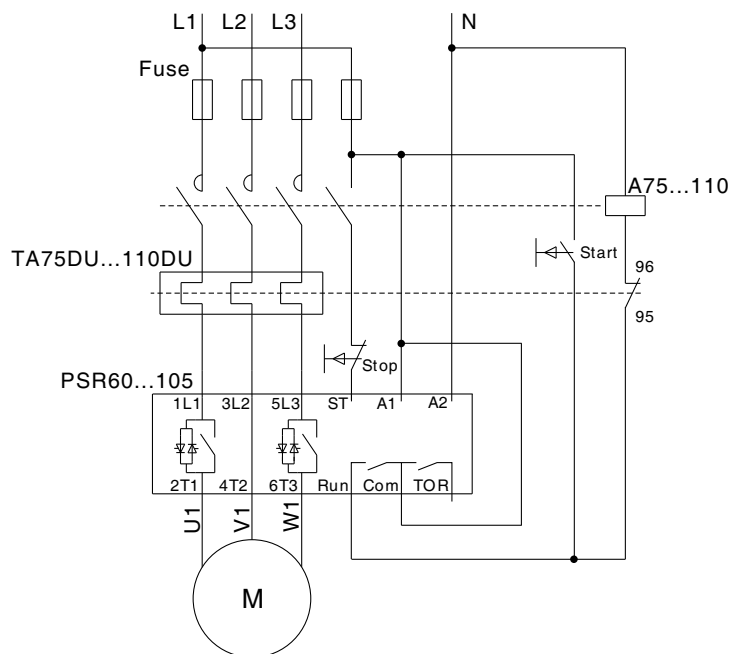 L1 L2 L3 N
Fuse
A75...110
Start
TA75DU...110DU
96
95
Stop
PSR60...105
1L1 3L2 5L3 ST A1 A2
2T1 4T2 6T3 Run Com TOR
U1 V1 W1
M